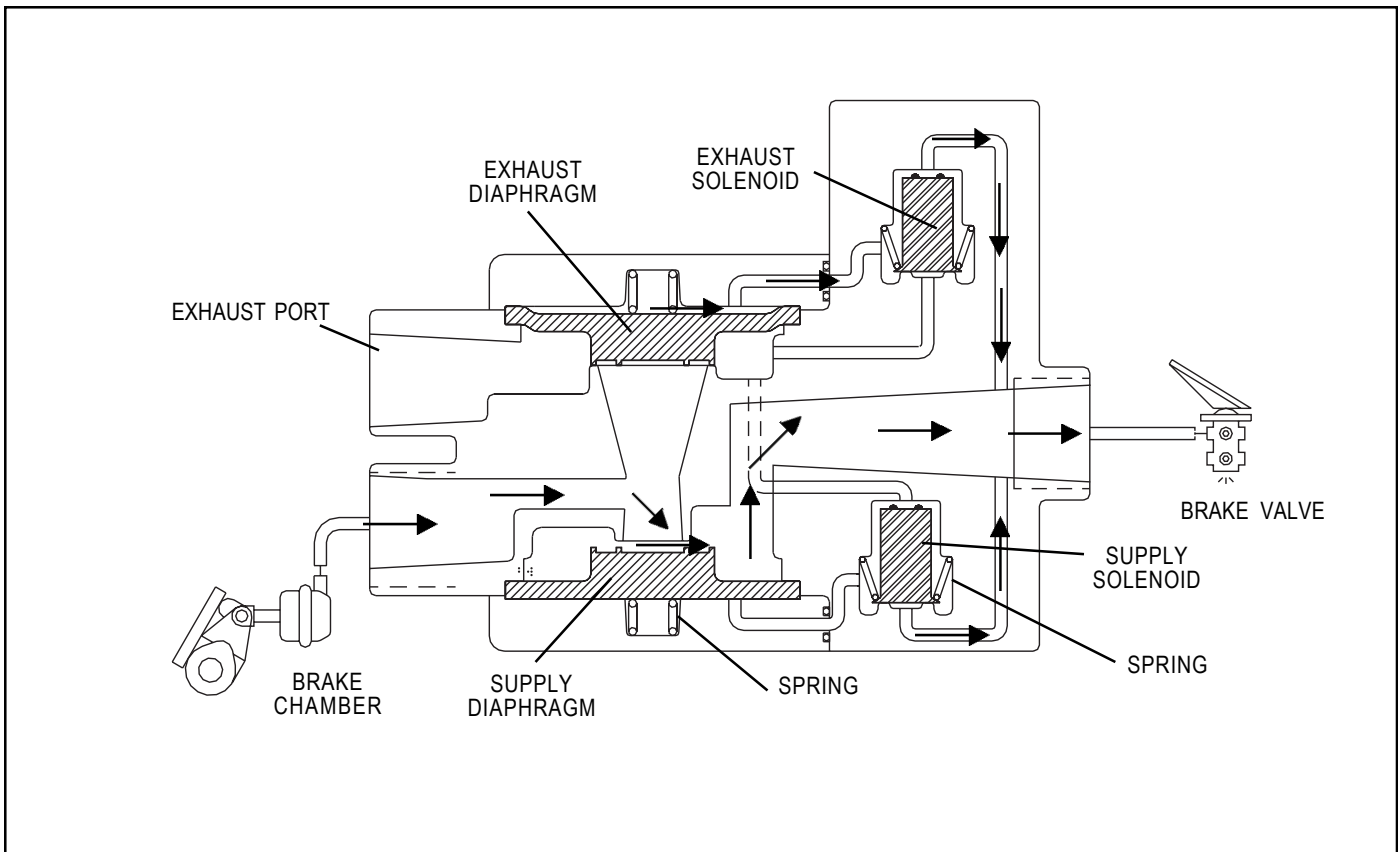 EXHAUST
DIAPHRAGM
EXHAUST
SOLENOID
EXHAUST PORT
BRAKE VALVE
SUPPLY
SOLENOID
SPRING
BRAKE
CHAMBER
SUPPLY
DIAPHRAGM
SPRING